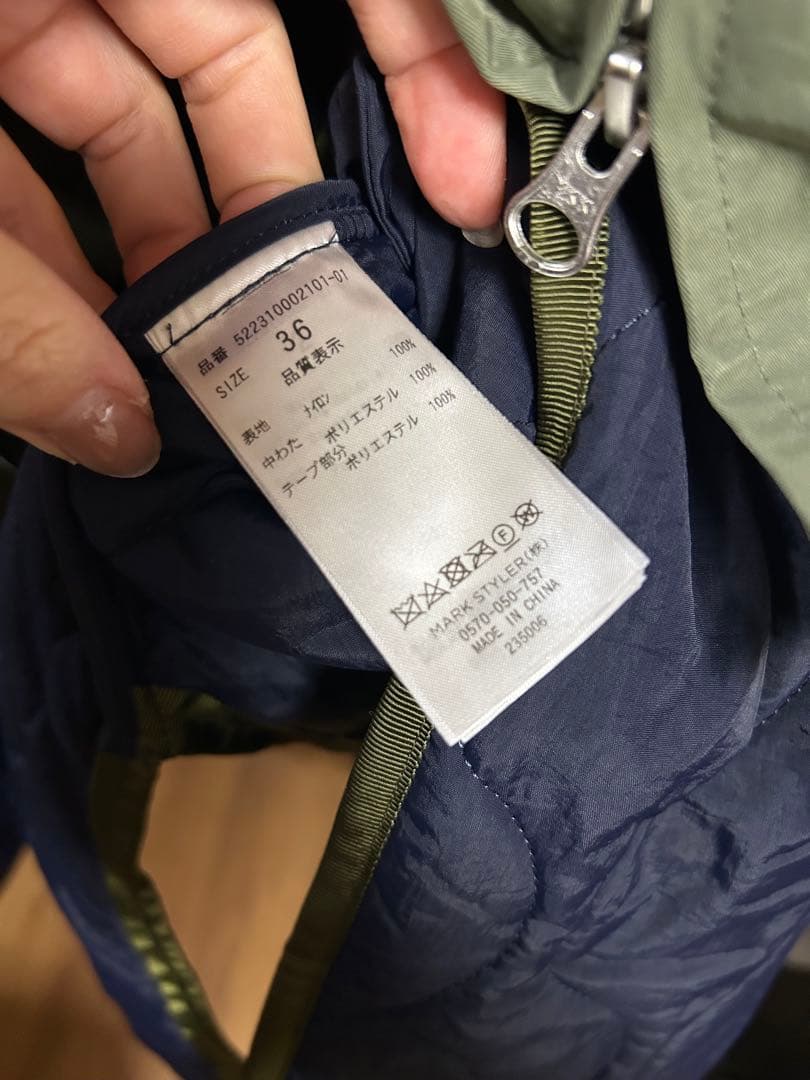 品番 522310002101-01
SIZE 36
品質表示
表地 ナイロン 100%
中わた ポリエステル 100%
テープ部分
ポリエステル 100%
MARK STYLER(株)
0570-050-757
MADE IN CHINA
235006